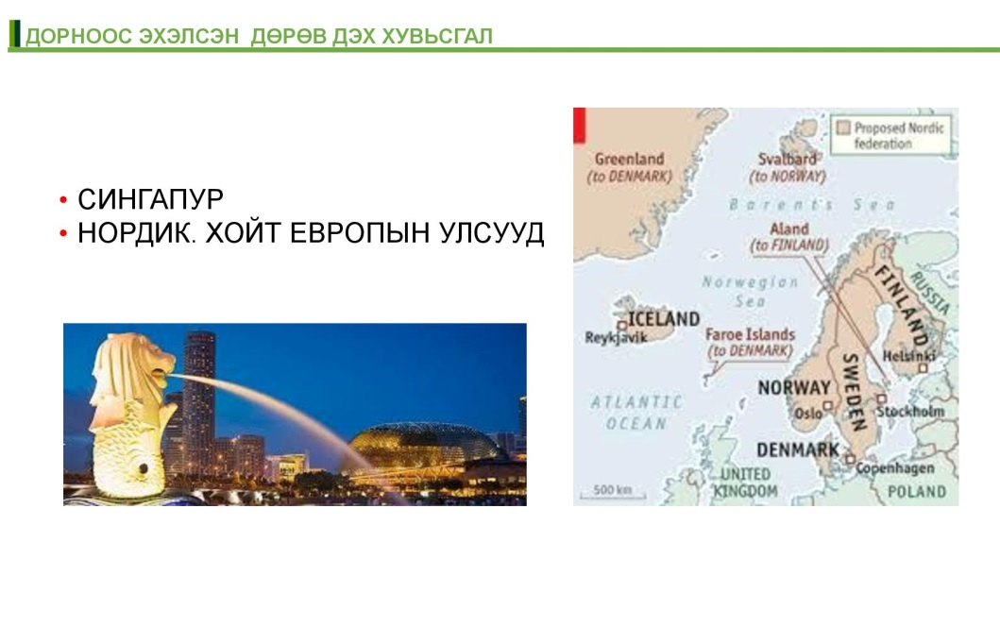 ДОРНООС ЭХЭЛСЭН ДӨРӨВ ДЭХ ХУВЬСГАЛ
• СИНГАПУР
• НОРДИК. ХОЙТ ЕВРОПЫН УЛСУУД
Proposed Nordic
federation
Greenland
(to DENMARK)
Svalbard
(to NORWAY)
Barents Sea
Aland
(to FINLAND)
Norwegian
Sea
FINLAND
RUSSIA
ICELAND
Reykjavik
Faroe Islands
(to DENMARK)
Helsinki
SWEDEN
NORWAY
Oslo
Stockholm
ATLANTIC
OCEAN
DENMARK
Copenhagen
UNITED
KINGDOM
POLAND
500 km